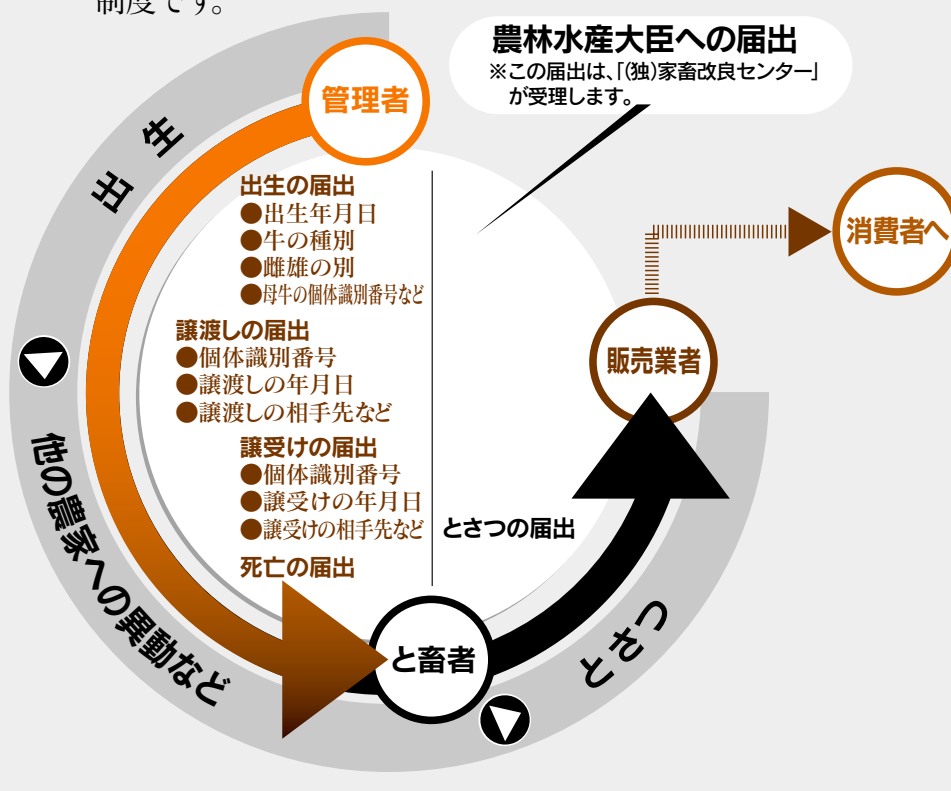 制度です。
農林水産大臣への届出
※この届出は、「(独)家畜改良センター」
が受理します。
管理者
出生
出生の届出
●出生年月日
●牛の種別
●雌雄の別
●母牛の個体識別番号など
譲渡しの届出
●個体識別番号
●譲渡しの年月日
●譲渡しの相手先など
譲受けの届出
●個体識別番号
●譲受けの年月日
●譲受けの相手先など
死亡の届出
とさつの届出
他の農家への異動など
と畜者
とさつ
販売業者
消費者へ